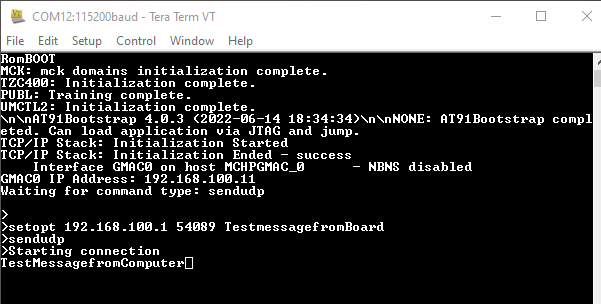 COM12:115200baud - Tera Term VT
File Edit Setup Control Window Help
RomBOOT
MCK: mck domains initialization complete.
TZC400: Initialization complete.
PUBL: Training complete.
UMCTL2: Initialization complete.
\n\nAT91Bootstrap 4.0.3 (2022-06-14 18:34:34)\n\nNONE: AT91Bootstrap compl
eted. Can load application via JTAG and jump.
TCP/IP Stack: Initialization Started
TCP/IP Stack: Initialization Ended - success
    Interface GMAC0 on host MCHPGMAC_0      - NBNS disabled
GMAC0 IP Address: 192.168.100.11
Waiting for command type: sendudp
>
>setopt 192.168.100.1 54089 TestmessagefromBoard
>sendudp
>Starting connection
TestMessagefromComputer